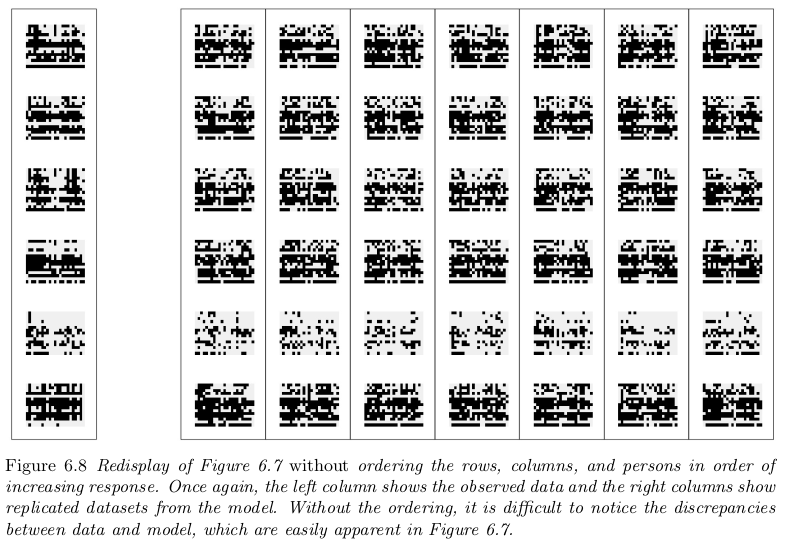 Figure 6.8 Redisplay of Figure 6.7 without ordering the rows, columns, and persons in order of
increasing response. Once again, the left column shows the observed data and the right columns show
replicated datasets from the model. Without the ordering, it is difficult to notice the discrepancies
between data and model, which are easily apparent in Figure 6.7.